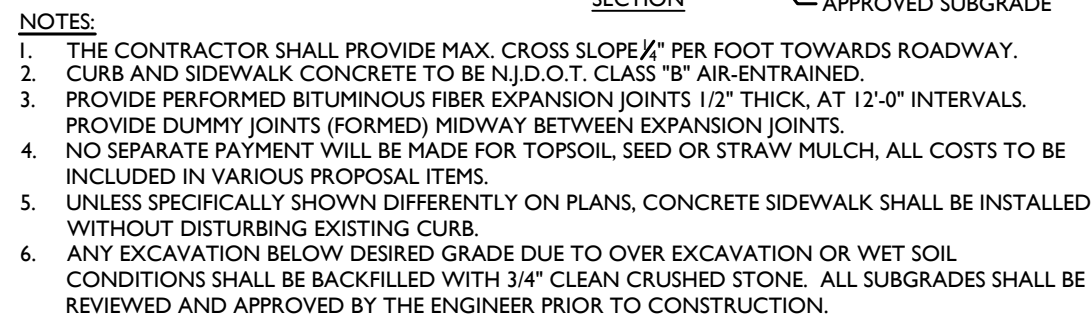 SECTION
APPROVED SUBGRADE
NOTES:
1. THE CONTRACTOR SHALL PROVIDE MAX. CROSS SLOPE 1/4" PER FOOT TOWARDS ROADWAY.
2. CURB AND SIDEWALK CONCRETE TO BE N.J.D.O.T. CLASS "B" AIR-ENTRAINED.
3. PROVIDE PERFORMED BITUMINOUS FIBER EXPANSION JOINTS 1/2" THICK, AT 12'-0" INTERVALS.
PROVIDE DUMMY JOINTS (FORMED) MIDWAY BETWEEN EXPANSION JOINTS.
4. NO SEPARATE PAYMENT WILL BE MADE FOR TOPSOIL, SEED OR STRAW MULCH, ALL COSTS TO BE
INCLUDED IN VARIOUS PROPOSAL ITEMS.
5. UNLESS SPECIFICALLY SHOWN DIFFERENTLY ON PLANS, CONCRETE SIDEWALK SHALL BE INSTALLED
WITHOUT DISTURBING EXISTING CURB.
6. ANY EXCAVATION BELOW DESIRED GRADE DUE TO OVER EXCAVATION OR WET SOIL
CONDITIONS SHALL BE BACKFILLED WITH 3/4" CLEAN CRUSHED STONE. ALL SUBGRADES SHALL BE
REVIEWED AND APPROVED BY THE ENGINEER PRIOR TO CONSTRUCTION.